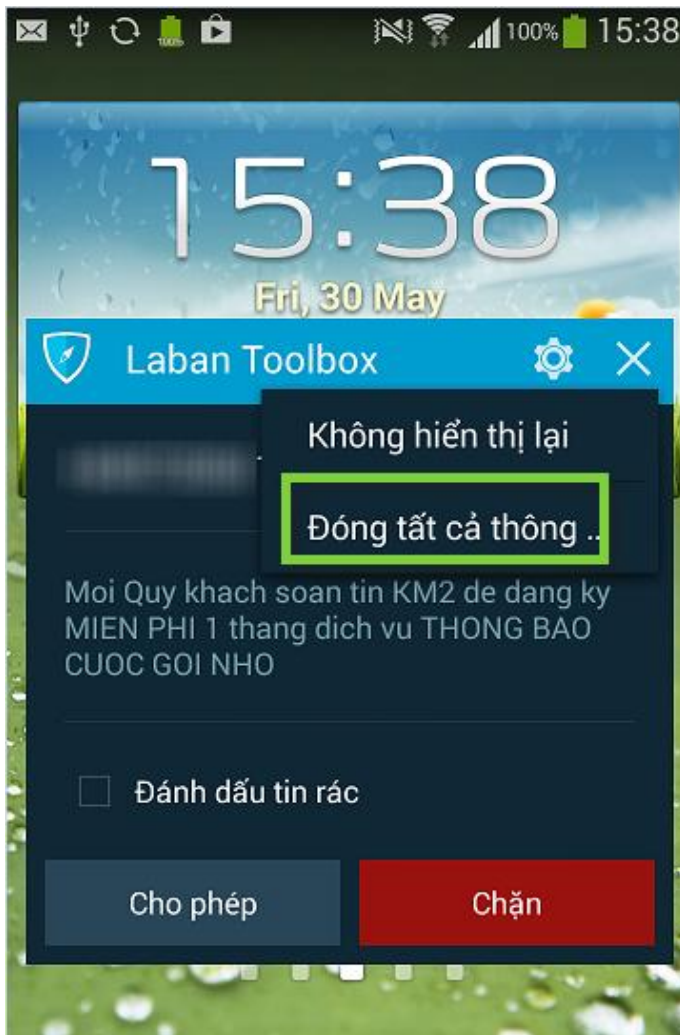 100% 15:38
100%
15:38
Fri, 30 May
Laban Toolbox
Không hiển thị lại
Đóng tất cả thông ..
Moi Quy khach soan tin KM2 de dang ky
MIEN PHI 1 thang dich vu THONG BAO
CUOC GOI NHO
Đánh dấu tin rác
Cho phép
Chặn